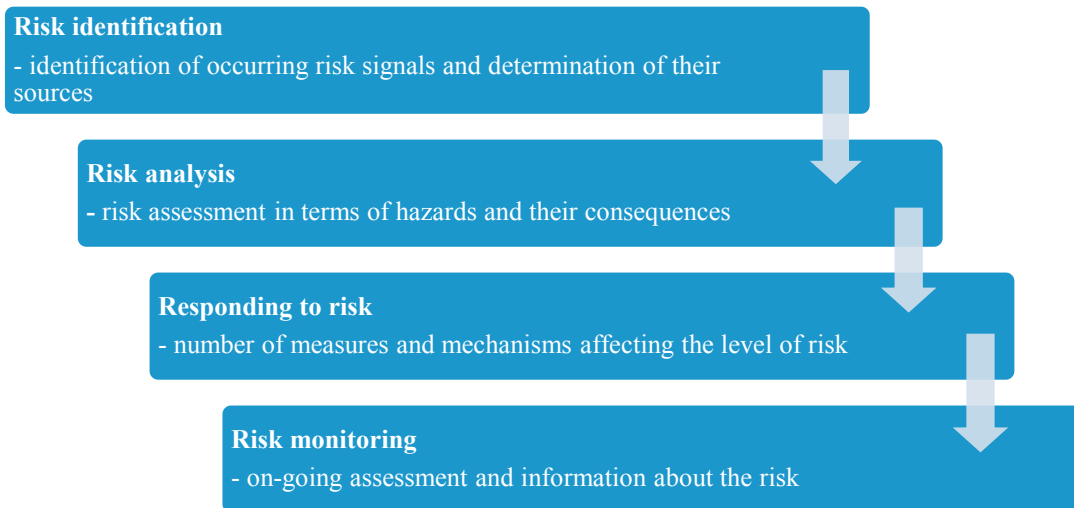 Risk identification
- identification of occurring risk signals and determination of their
sources
Risk analysis
- risk assessment in terms of hazards and their consequences
Responding to risk
- number of measures and mechanisms affecting the level of risk
Risk monitoring
- on-going assessment and information about the risk